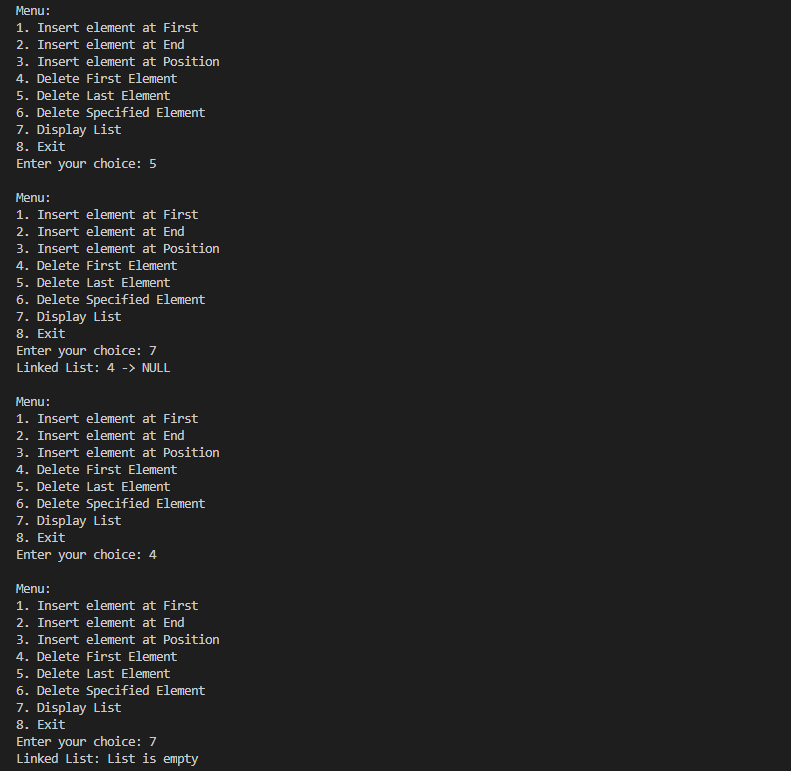 Menu:
1. Insert element at First
2. Insert element at End
3. Insert element at Position
4. Delete First Element
5. Delete Last Element
6. Delete Specified Element
7. Display List
8. Exit
Enter your choice: 5

Menu:
1. Insert element at First
2. Insert element at End
3. Insert element at Position
4. Delete First Element
5. Delete Last Element
6. Delete Specified Element
7. Display List
8. Exit
Enter your choice: 7
Linked List: 4 -> NULL

Menu:
1. Insert element at First
2. Insert element at End
3. Insert element at Position
4. Delete First Element
5. Delete Last Element
6. Delete Specified Element
7. Display List
8. Exit
Enter your choice: 4

Menu:
1. Insert element at First
2. Insert element at End
3. Insert element at Position
4. Delete First Element
5. Delete Last Element
6. Delete Specified Element
7. Display List
8. Exit
Enter your choice: 7
Linked List: List is empty